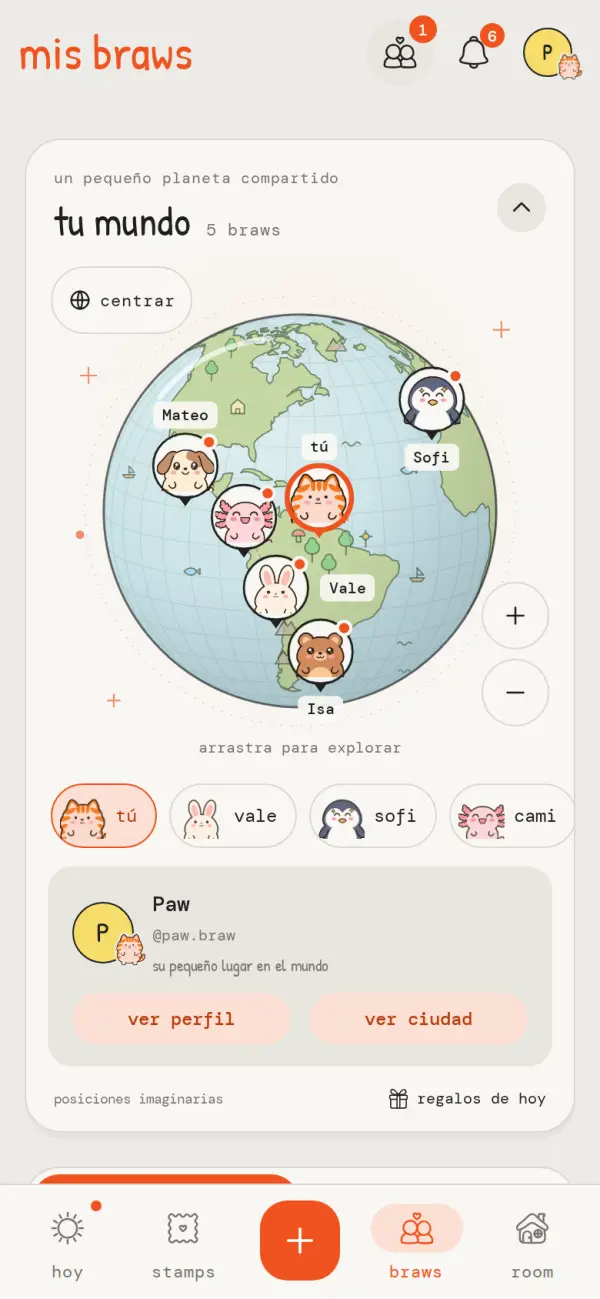 mis braws
1
6
P
un pequeño planeta compartido
tu mundo 5 braws
centrar
Mateo
tú
Sofi
Vale
Isa
+
−
arrastra para explorar
tú
vale
sofi
cami
P
Paw
@paw.braw
su pequeño lugar en el mundo
ver perfil
ver ciudad
posiciones imaginarias
regalos de hoy
+
hoy
stamps
braws
room